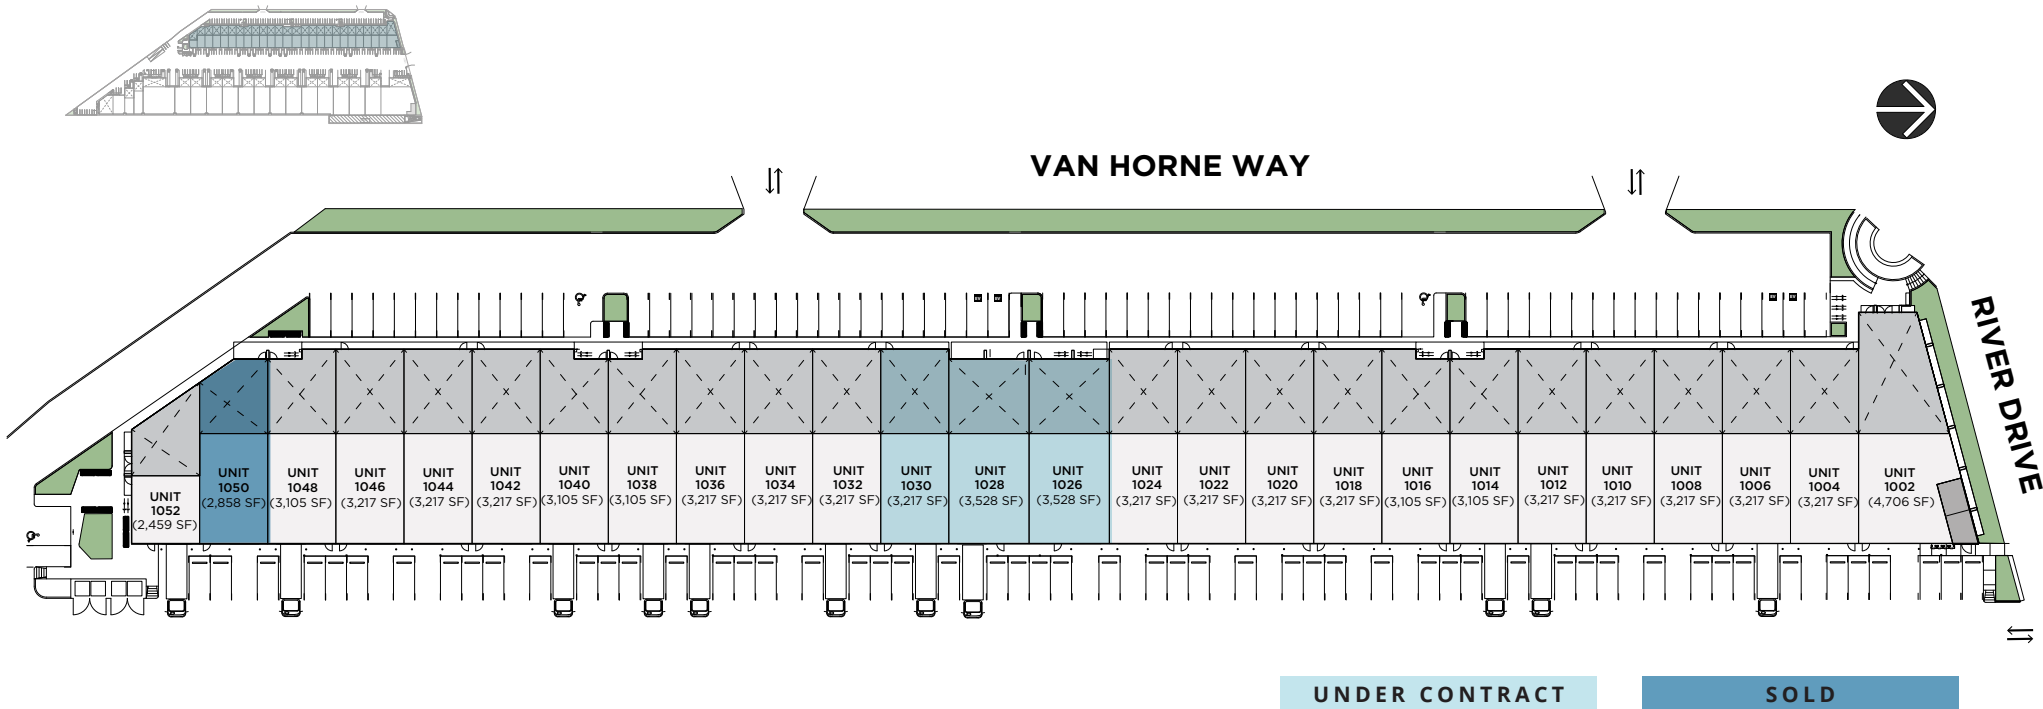 VAN HORNE WAY
RIVER DRIVE
UNIT
1052
(2,459 SF)
UNIT
1050
(2,858 SF)
UNIT
1048
(3,105 SF)
UNIT
1046
(3,217 SF)
UNIT
1044
(3,217 SF)
UNIT
1042
(3,217 SF)
UNIT
1040
(3,105 SF)
UNIT
1038
(3,105 SF)
UNIT
1036
(3,217 SF)
UNIT
1034
(3,217 SF)
UNIT
1032
(3,217 SF)
UNIT
1030
(3,217 SF)
UNIT
1028
(3,528 SF)
UNIT
1026
(3,528 SF)
UNIT
1024
(3,217 SF)
UNIT
1022
(3,217 SF)
UNIT
1020
(3,217 SF)
UNIT
1018
(3,217 SF)
UNIT
1016
(3,105 SF)
UNIT
1014
(3,105 SF)
UNIT
1012
(3,217 SF)
UNIT
1010
(3,217 SF)
UNIT
1008
(3,217 SF)
UNIT
1006
(3,217 SF)
UNIT
1004
(3,217 SF)
UNIT
1002
(4,706 SF)
UNDER CONTRACT
SOLD